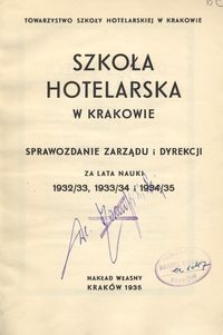 TOWARZYSTWO SZKOŁY HOTELARSKIEJ W KRAKOWIE
SZKOŁA
HOTELARSKA
W KRAKOWIE
SPRAWOZDANIE ZARZĄDU i DYREKCJI
ZA LATA NAUKI
1932/33, 1933/34 i 1934/35
NAKŁAD WŁASNY
KRAKÓW 1935